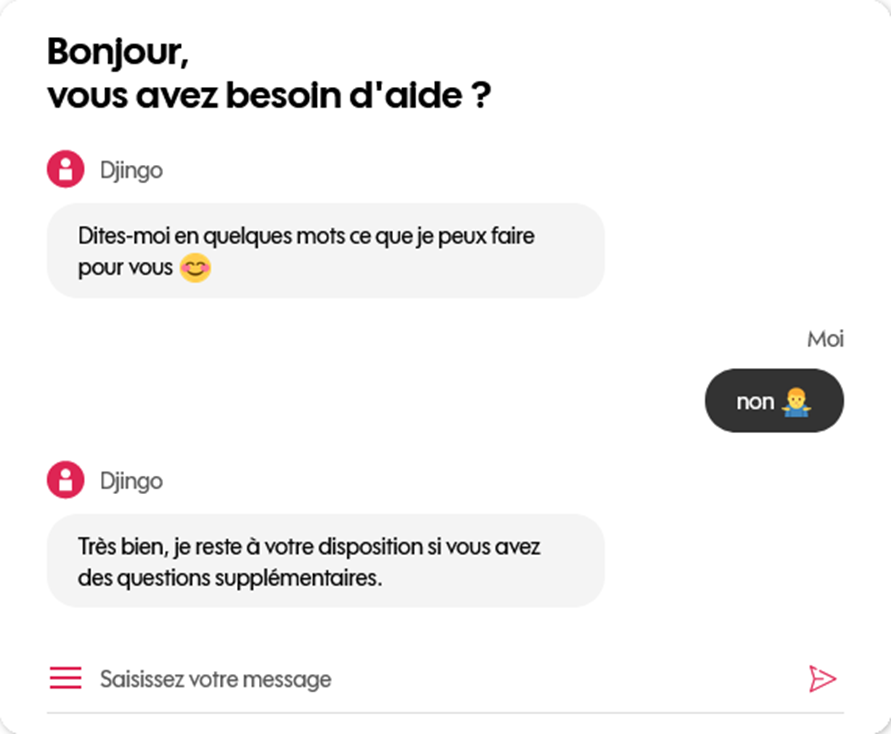 Bonjour,
vous avez besoin d'aide ?
Djingo
Dites-moi en quelques mots ce que je peux faire
pour vous 😊
Moi
non 🤷‍♂️
Djingo
Très bien, je reste à votre disposition si vous avez
des questions supplémentaires.
Saisissez votre message